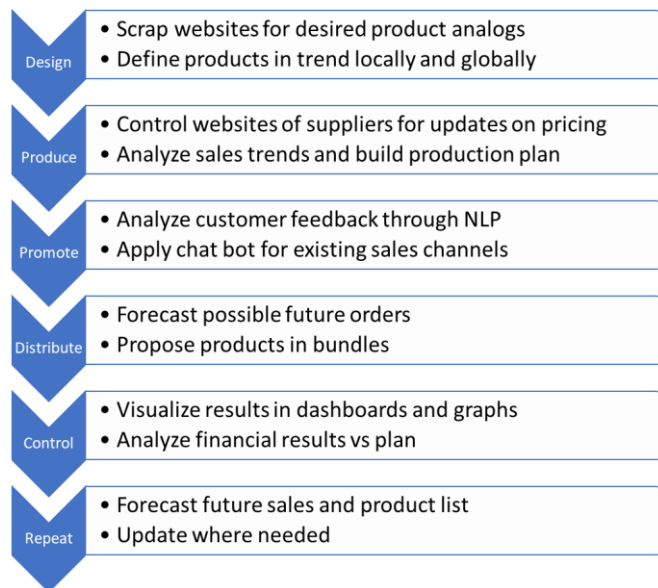 Design
• Scrap websites for desired product analogs
• Define products in trend locally and globally
Produce
• Control websites of suppliers for updates on pricing
• Analyze sales trends and build production plan
Promote
• Analyze customer feedback through NLP
• Apply chat bot for existing sales channels
Distribute
• Forecast possible future orders
• Propose products in bundles
Control
• Visualize results in dashboards and graphs
• Analyze financial results vs plan
Repeat
• Forecast future sales and product list
• Update where needed